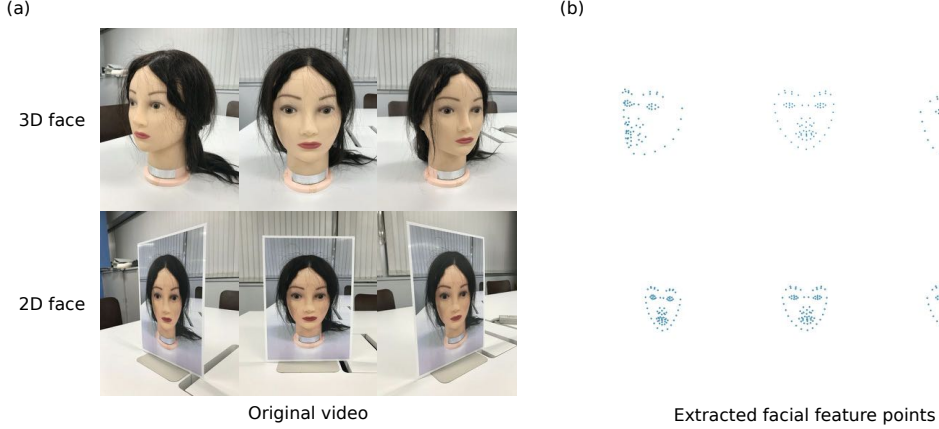 (a)
(b)
3D face
2D face
Original video
Extracted facial feature points